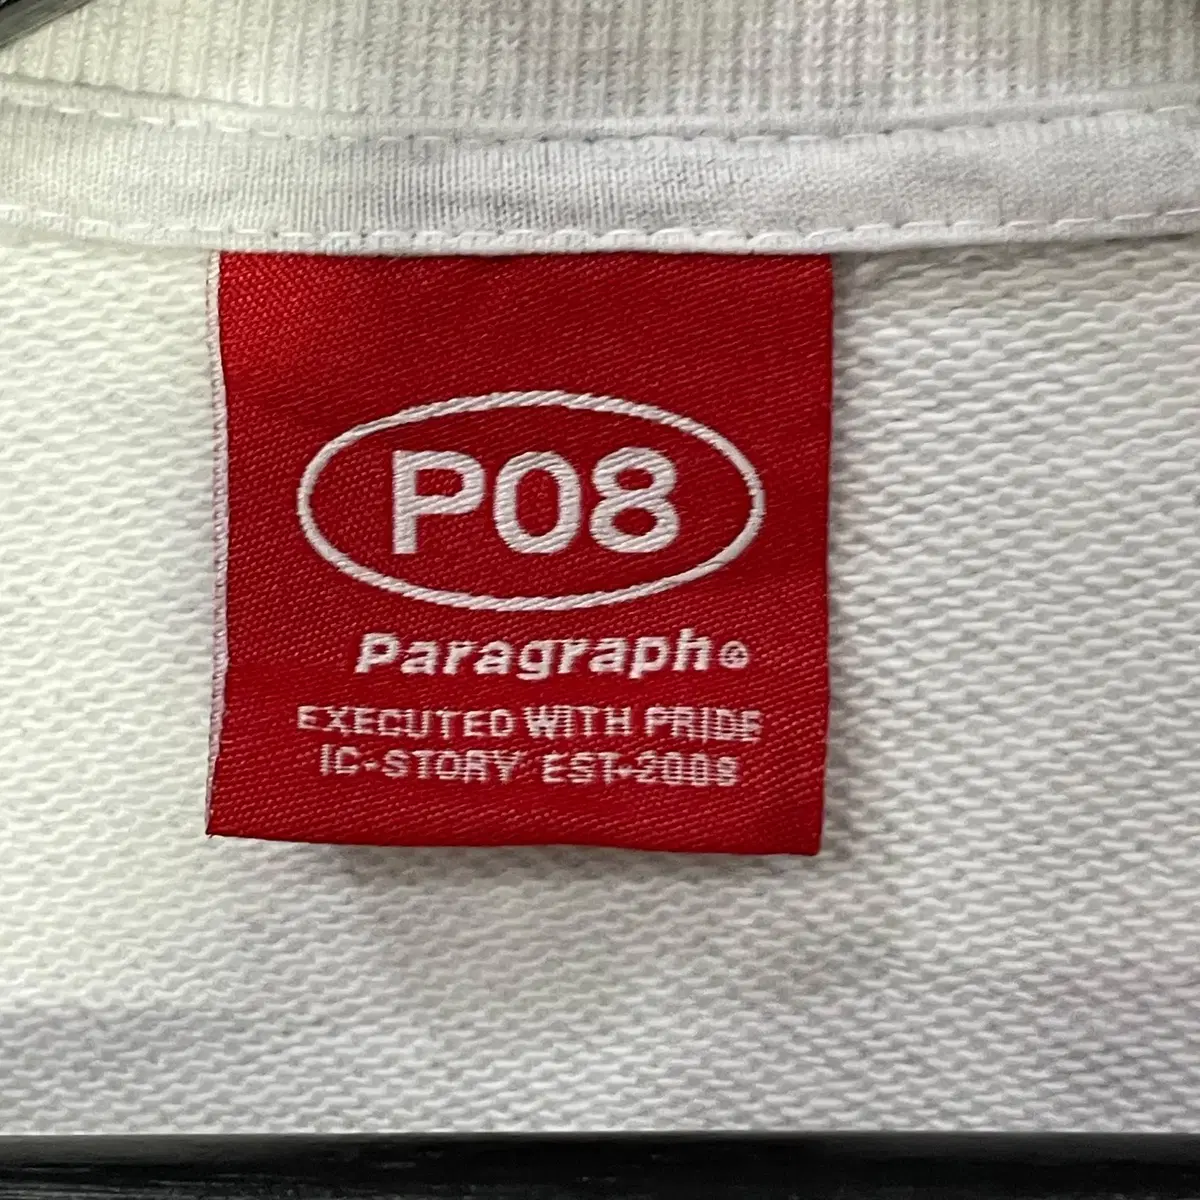 P08
Paragraph®
EXECUTED WITH PRIDE
IC-STORY EST-2008